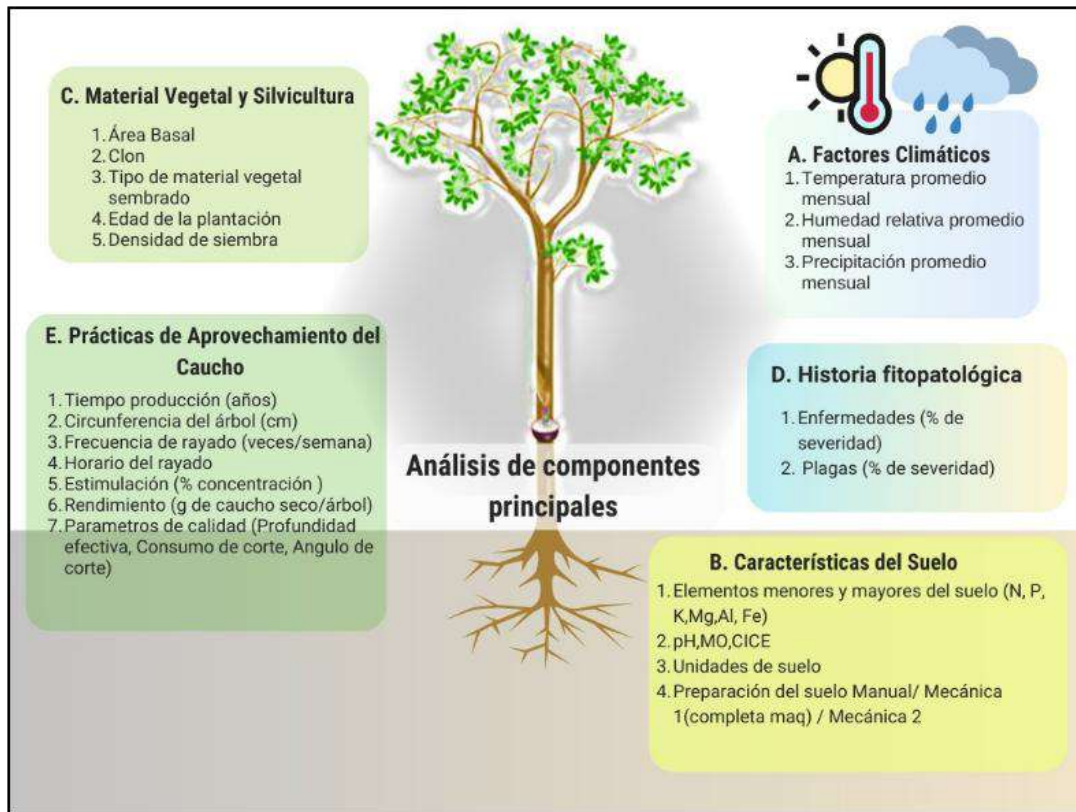 C. Material Vegetal y Silvicultura
1. Área Basal
2. Clon
3. Tipo de material vegetal
sembrado
4. Edad de la plantación
5. Densidad de siembra
A. Factores Climáticos
1. Temperatura promedio
mensual
2. Humedad relativa promedio
mensual
3. Precipitación promedio
mensual
E. Prácticas de Aprovechamiento del
Caucho
1. Tiempo producción (años)
2. Circunferencia del árbol (cm)
3. Frecuencia de rayado (veces/semana)
4. Horario del rayado
5. Estimulación (% concentración )
6. Rendimiento (g de caucho seco/árbol)
7. Parametros de calidad (Profundidad
efectiva, Consumo de corte, Angulo de
corte)
D. Historia fitopatológica
1. Enfermedades (% de
severidad)
2. Plagas (% de severidad)
Análisis de componentes
principales
B. Características del Suelo
1. Elementos menores y mayores del suelo (N, P,
K,Mg,Al, Fe)
2. pH,MO,CICE
3. Unidades de suelo
4. Preparación del suelo Manual/ Mecánica
1(completa maq) / Mecánica 2